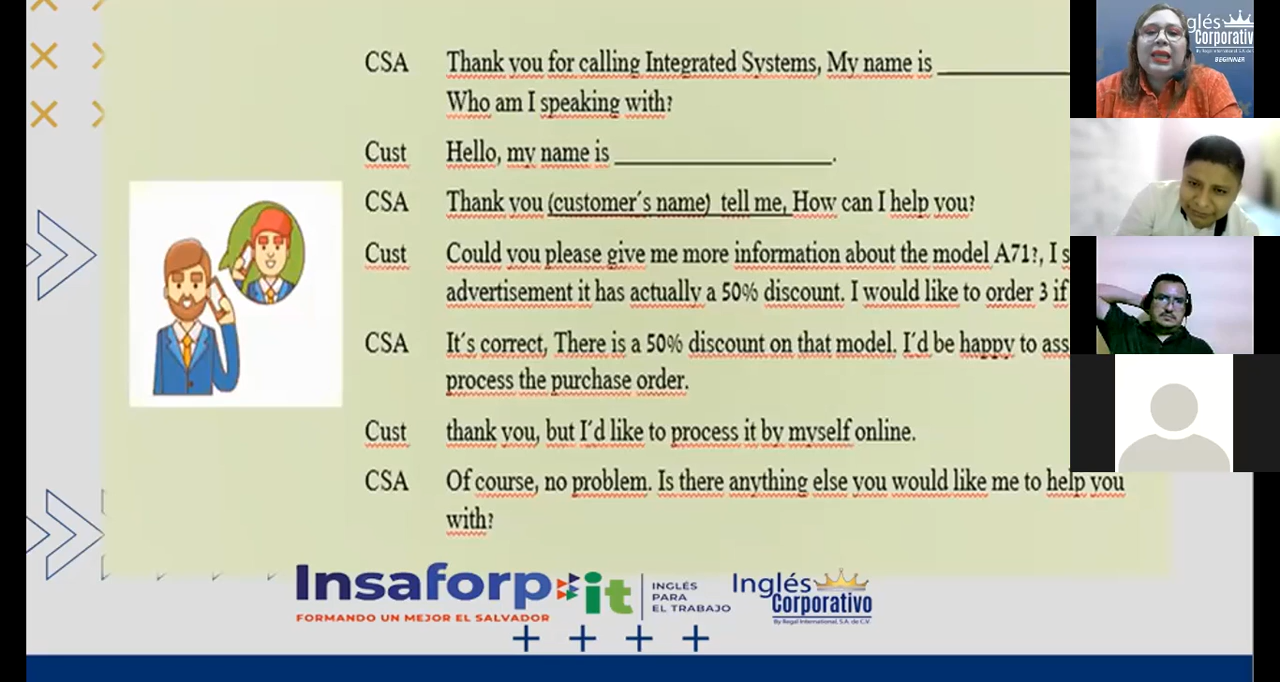 CSA Thank you for calling Integrated Systems, My name is ____________
Who am I speaking with?
Cust Hello, my name is ____________________.
CSA Thank you (customer´s name) tell me, How can I help you?
Cust Could you please give me more information about the model A71?, I
advertisement it has actually a 50% discount. I would like to order 3 if
CSA It´s correct, There is a 50% discount on that model. I´d be happy to
process the purchase order.
Cust thank you, but I´d like to process it by myself online.
CSA Of course, no problem. Is there anything else you would like me to help you
with?
Insaforp it
FORMANDO UN MEJOR EL SALVADOR
INGLÉS
PARA
EL TRABAJO
Inglés
Corporativo
By Regal International, S.A. de C.V.
glés
Corporativ
BEGINNER